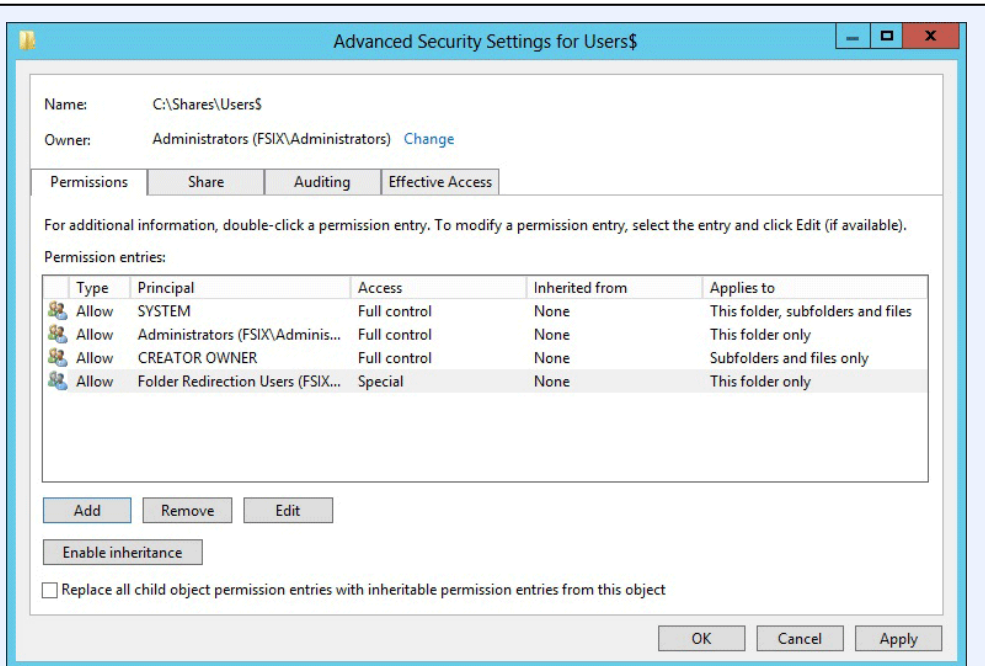 Advanced Security Settings for Users$
Name: C:\Shares\Users$
Owner: Administrators (FSIX\Administrators) Change
Permissions Share Auditing Effective Access
For additional information, double-click a permission entry. To modify a permission entry, select the entry and click Edit (if available).
Permission entries:
Type Principal Access Inherited from Applies to
Allow SYSTEM Full control None This folder, subfolders and files
Allow Administrators (FSIX\Adminis... Full control None This folder only
Allow CREATOR OWNER Full control None Subfolders and files only
Allow Folder Redirection Users (FSIX... Special None This folder only
Add Remove Edit
Enable inheritance
Replace all child object permission entries with inheritable permission entries from this object
OK Cancel Apply